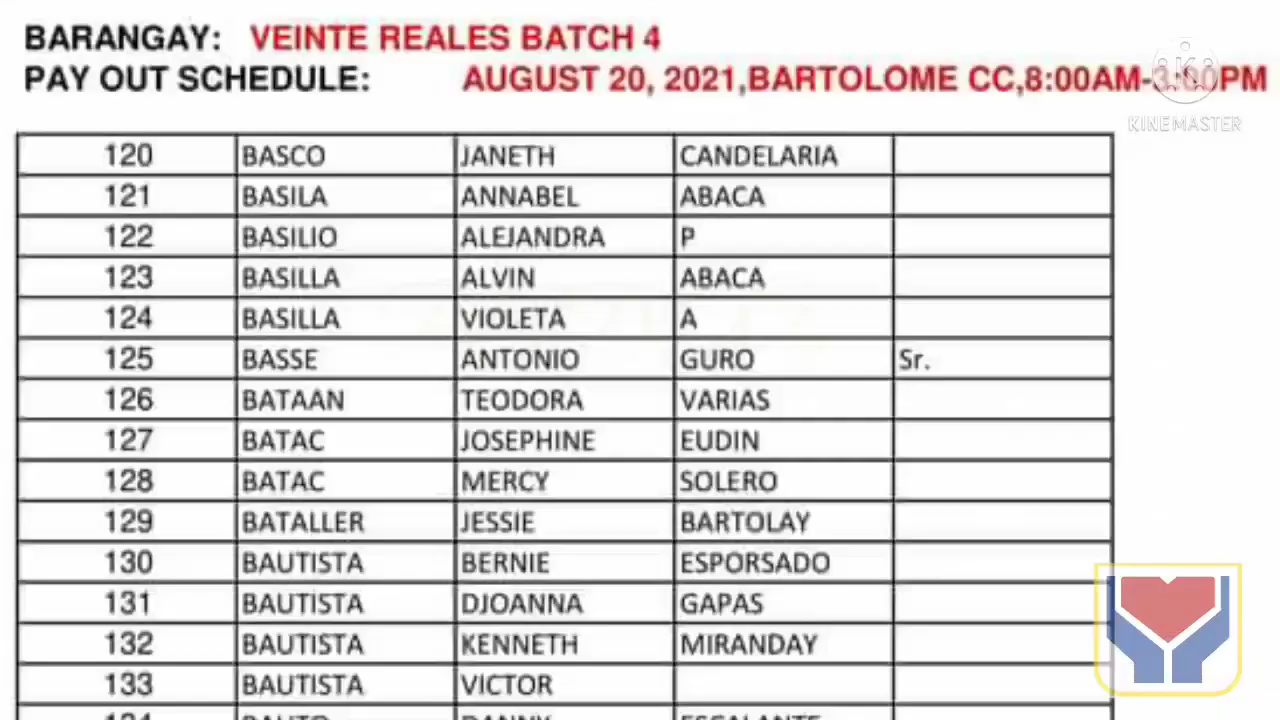 BARANGAY: VEINTE REALES BATCH 4
PAY OUT SCHEDULE: AUGUST 20, 2021,BARTOLOME CC,8:00AM-3:00PM
KINEMASTER
120 BASCO JANETH CANDELARIA
121 BASILA ANNABEL ABACA
122 BASILIO ALEJANDRA P
123 BASILLA ALVIN ABACA
124 BASILLA VIOLETA A
125 BASSE ANTONIO GURO Sr.
126 BATAAN TEODORA VARIAS
127 BATAC JOSEPHINE EUDIN
128 BATAC MERCY SOLERO
129 BATALLER JESSIE BARTOLAY
130 BAUTISTA BERNIE ESPORSADO
131 BAUTISTA DJOANNA GAPAS
132 BAUTISTA KENNETH MIRANDAY
133 BAUTISTA VICTOR